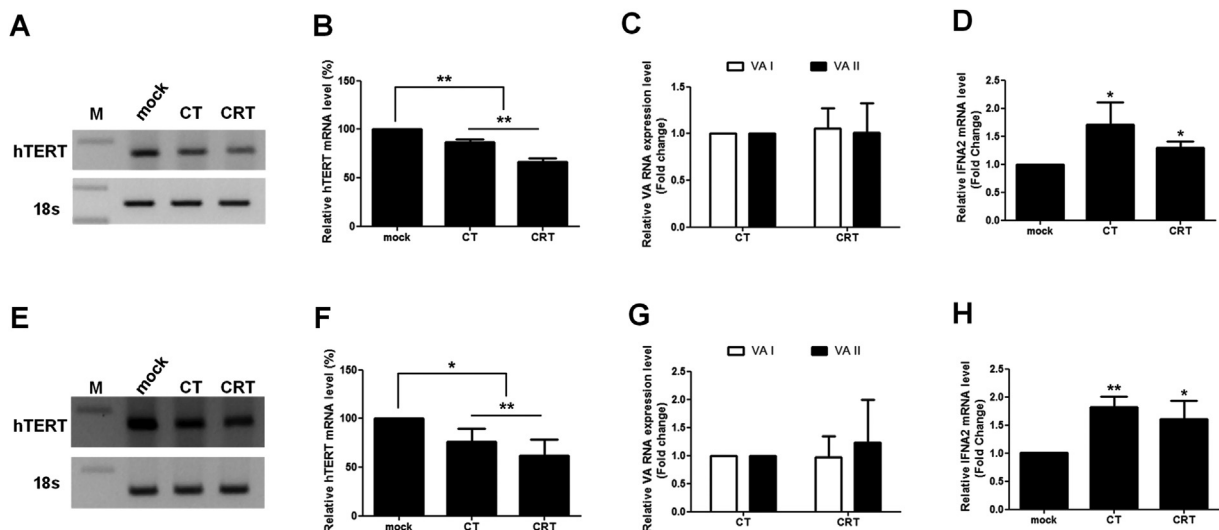 A
M mock CT CRT
hTERT
18s
B
Relative hTERT mRNA level (%)
150
100
50
0
**
**
mock CT CRT
C
VA I VA II
Relative VA RNA expression level
(Fold change)
1.5
1.0
0.5
0
CT CRT
D
Relative IFNA2 mRNA level
(Fold Change)
2.5
2.0
1.5
1.0
0.5
0.0
*
*
mock CT CRT
E
M mock CT CRT
hTERT
18s
F
Relative hTERT mRNA level (%)
150
100
50
0
*
**
mock CT CRT
G
VA I VA II
Relative VA RNA expression level
(Fold change)
2.5
2.0
1.5
1.0
0.5
0
CT CRT
H
Relative IFNA2 mRNA level
(Fold Change)
2.5
2.0
1.5
1.0
0.5
0.0
**
*
mock CT CRT